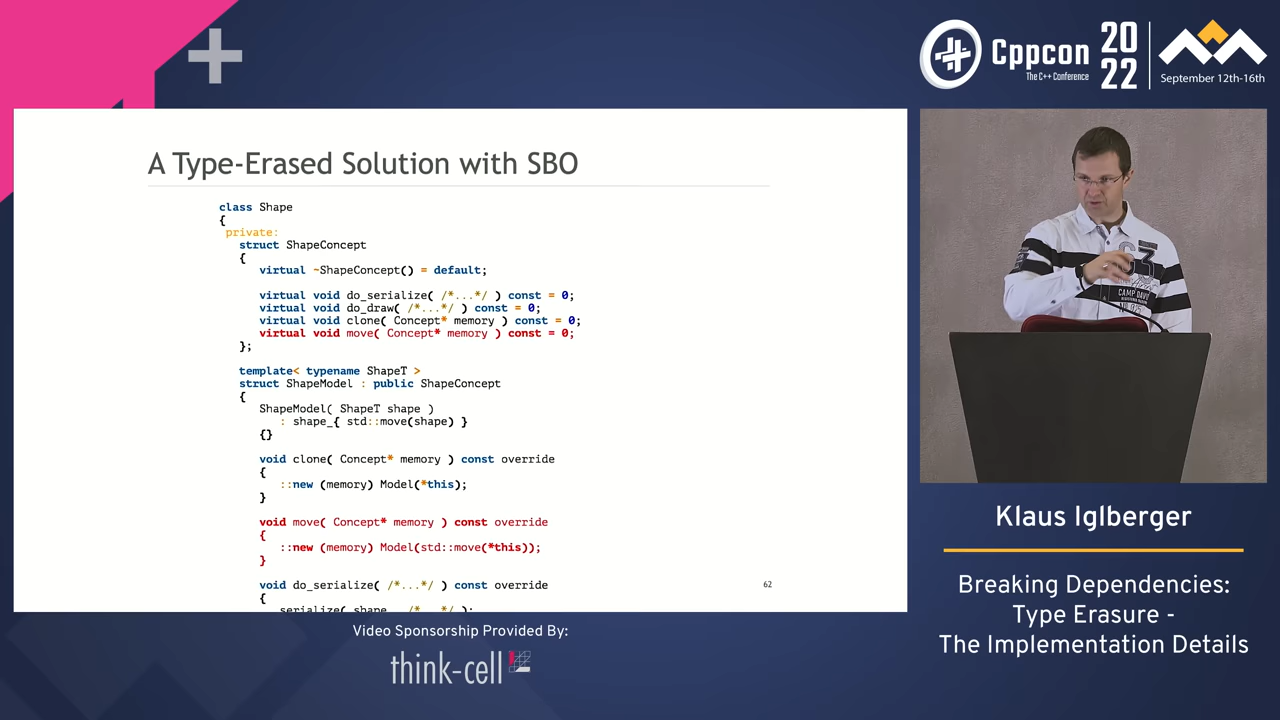 Cppcon
The C++ Conference
20
22
September 12th-16th
A Type-Erased Solution with SBO
class Shape
{
private:
struct ShapeConcept
{
virtual ~ShapeConcept() = default;
virtual void do_serialize( /*...*/ ) const = 0;
virtual void do_draw( /*...*/ ) const = 0;
virtual void clone( Concept* memory ) const = 0;
virtual void move( Concept* memory ) const = 0;
};
template< typename ShapeT >
struct ShapeModel : public ShapeConcept
{
ShapeModel( ShapeT shape )
: shape_{ std::move(shape) }
{}
void clone( Concept* memory ) const override
{
::new (memory) Model(*this);
}
void move( Concept* memory ) const override
{
::new (memory) Model(std::move(*this));
}
void do_serialize( /*...*/ ) const override
{
62
CAMP DAVID
Klaus Iglberger
Breaking Dependencies:
Type Erasure -
The Implementation Details
Video Sponsorship Provided By:
think-cell